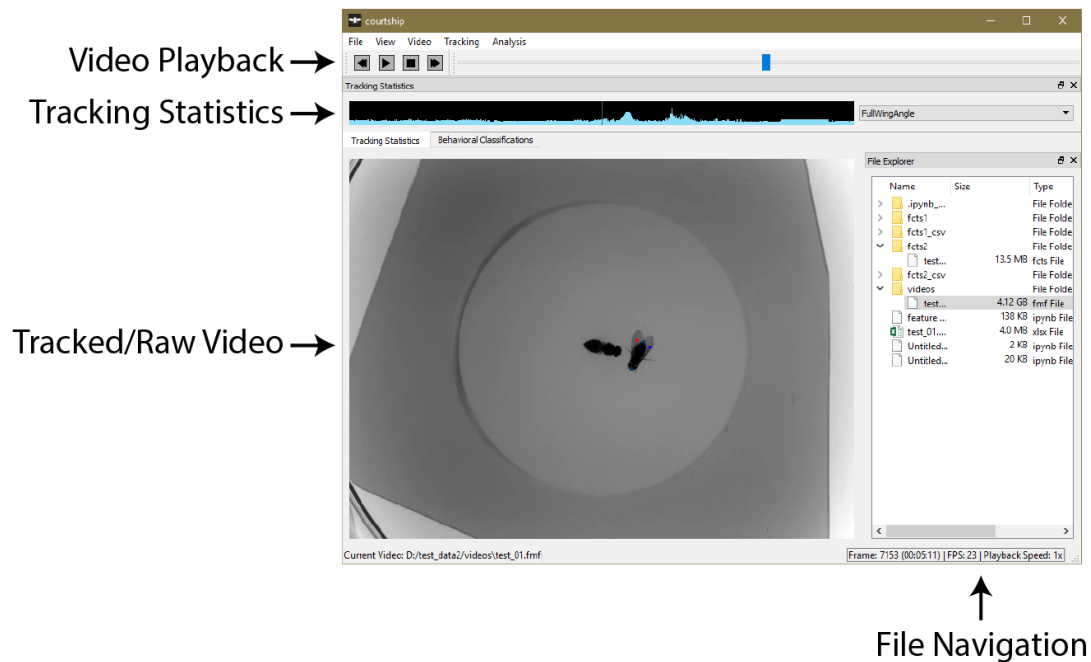 courtship
File View Video Tracking Analysis
Video Playback
Tracking Statistics
Tracking Statistics
FullWingAngle
Tracking Statistics Behavioral Classifications
File Explorer
Name Size Type
.ipynb_... File Folde
fcts1 File Folde
fcts1_csv File Folde
fcts2 File Folde
test... 13.5 MB fcts File
fcts2_csv File Folde
videos File Folde
test... 4.12 GB fmf File
feature ... 138 KB ipynb File
test_01.... 4.0 MB xlsx File
Untitled... 2 KB ipynb File
Untitled... 20 KB ipynb File
Tracked/Raw Video
Current Video: D:/test_data2/videos\test_01.fmf
Frame: 7153 (00:05:11) | FPS: 23 | Playback Speed: 1x
File Navigation